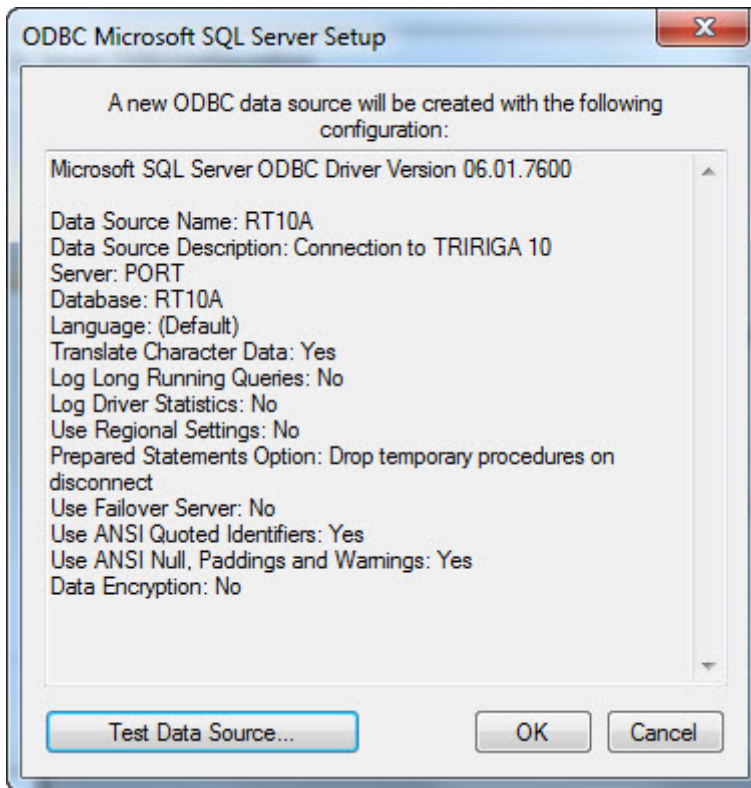 ODBC Microsoft SQL Server Setup
A new ODBC data source will be created with the following
configuration:
Microsoft SQL Server ODBC Driver Version 06.01.7600
Data Source Name: RT10A
Data Source Description: Connection to TRIRIGA 10
Server: PORT
Database: RT10A
Language: (Default)
Translate Character Data: Yes
Log Long Running Queries: No
Log Driver Statistics: No
Use Regional Settings: No
Prepared Statements Option: Drop temporary procedures on
disconnect
Use Failover Server: No
Use ANSI Quoted Identifiers: Yes
Use ANSI Null, Paddings and Warnings: Yes
Data Encryption: No
Test Data Source... OK Cancel